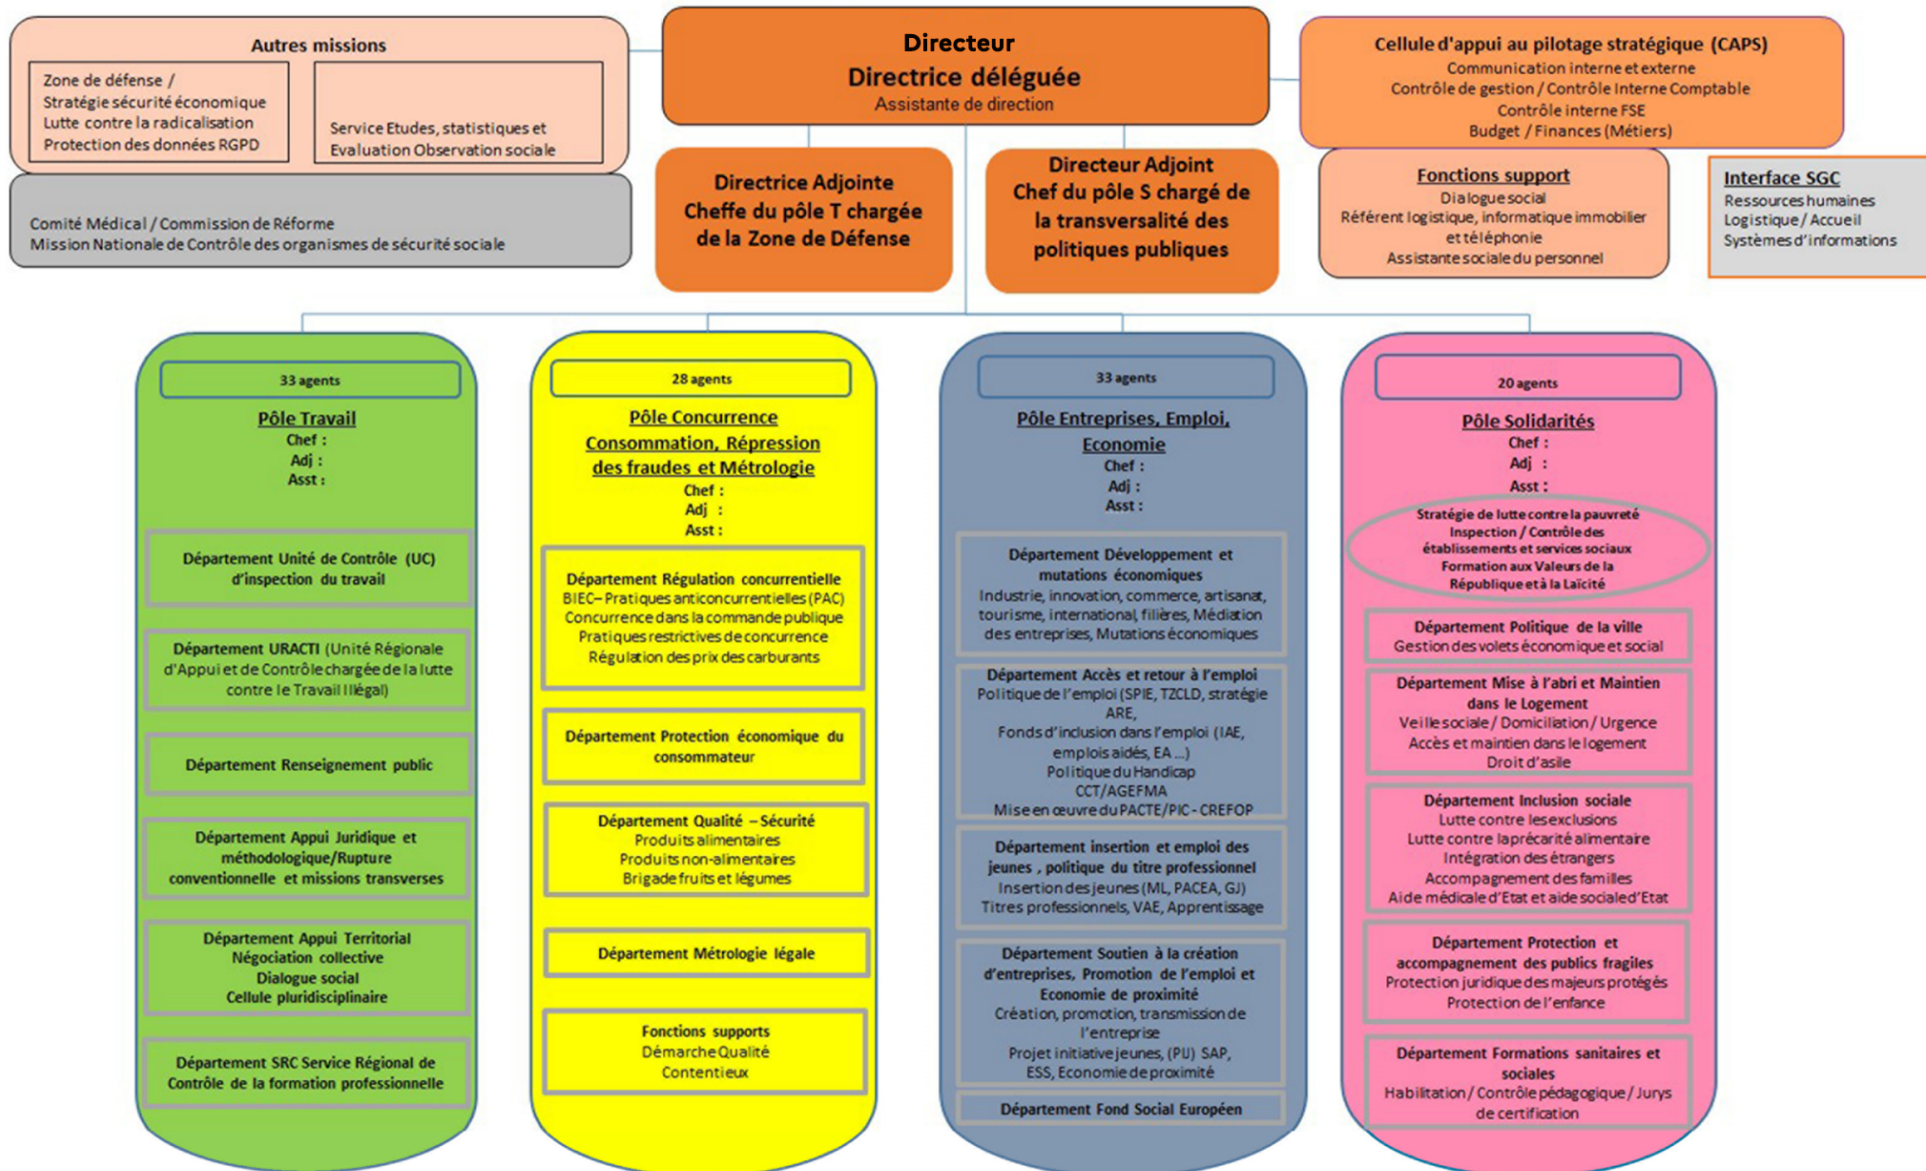 Autres missions
Zone de défense /
Stratégie sécurité économique
Lutte contre la radicalisation
Protection des données RGPD
Service Etudes, statistiques et
Evaluation Observation sociale
Comité Médical / Commission de Réforme
Mission Nationale de Contrôle des organismes de sécurité sociale
Directeur
Directrice déléguée
Assistante de direction
Directrice Adjointe
Cheffe du pôle T chargée
de la Zone de Défense
Directeur Adjoint
Chef du pôle S chargé de
la transversalité des
politiques publiques
Cellule d'appui au pilotage stratégique (CAPS)
Communication interne et externe
Contrôle de gestion / Contrôle Interne Comptable
Contrôle interne FSE
Budget / Finances (Métiers)
Fonctions support
Dialogue social
Référent logistique, informatique immobilier
et téléphonie
Assistante sociale du personnel
Interface SGC
Ressources humaines
Logistique / Accueil
Systèmes d'informations
33 agents
Pôle Travail
Chef :
Adj :
Asst :
Département Unité de Contrôle (UC)
d'inspection du travail
Département URACTI (Unité Régionale
d'Appui et de Contrôle chargée de la lutte
contre le Travail Illégal)
Département Renseignement public
Département Appui Juridique et
méthodologique/Rupture
conventionnelle et missions transverses
Département Appui Territorial
Négociation collective
Dialogue social
Cellule pluridisciplinaire
Département SRC Service Régional de
Contrôle de la formation professionnelle
28 agents
Pôle Concurrence
Consommation, Répression
des fraudes et Métrologie
Chef :
Adj :
Asst :
Département Régulation concurrentielle
BIEC– Pratiques anticoncurrentielles (PAC)
Concurrence dans la commande publique
Pratiques restrictives de concurrence
Régulation des prix des carburants
Département Protection économique du
consommateur
Département Qualité – Sécurité
Produits alimentaires
Produits non-alimentaires
Brigade fruits et légumes
Département Métrologie légale
Fonctions supports
Démarche Qualité
Contentieux
33 agents
Pôle Entreprises, Emploi,
Economie
Chef :
Adj :
Asst :
Département Développement et
mutations économiques
Industrie, innovation, commerce, artisanat,
tourisme, international, filières, Médiation
des entreprises, Mutations économiques
Département Accès et retour à l'emploi
Politique de l'emploi (SPIE, TZCLD, stratégie
ARE,
Fonds d'inclusion dans l'emploi (IAE,
emplois aidés, EA ...)
Politique du Handicap
CCT/AGEFMA
Mise en œuvre du PACTE/PIC - CREFOP
Département insertion et emploi des
jeunes , politique du titre professionnel
Insertion des jeunes (ML, PACEA, GJ)
Titres professionnels, VAE, Apprentissage
Département Soutien à la création
d'entreprises, Promotion de l'emploi et
Economie de proximité
Création, promotion, transmission de
l'entreprise
Projet initiative jeunes, (PIJ) SAP,
ESS, Economie de proximité
Département Fond Social Européen
20 agents
Pôle Solidarités
Chef :
Adj :
Asst :
Stratégie de lutte contre la pauvreté
Inspection / Contrôle des
établissements et services sociaux
Formation aux Valeurs de la
République et à la Laïcité
Département Politique de la ville
Gestion des volets économique et social
Département Mise à l'abri et Maintien
dans le Logement
Veille sociale / Domiciliation / Urgence
Accès et maintien dans le logement
Droit d'asile
Département Inclusion sociale
Lutte contre les exclusions
Lutte contre la précarité alimentaire
Intégration des étrangers
Accompagnement des familles
Aide médicale d'Etat et aide sociale d'Etat
Département Protection et
accompagnement des publics fragiles
Protection juridique des majeurs protégés
Protection de l'enfance
Département Formations sanitaires et
sociales
Habilitation / Contrôle pédagogique / Jurys
de certification